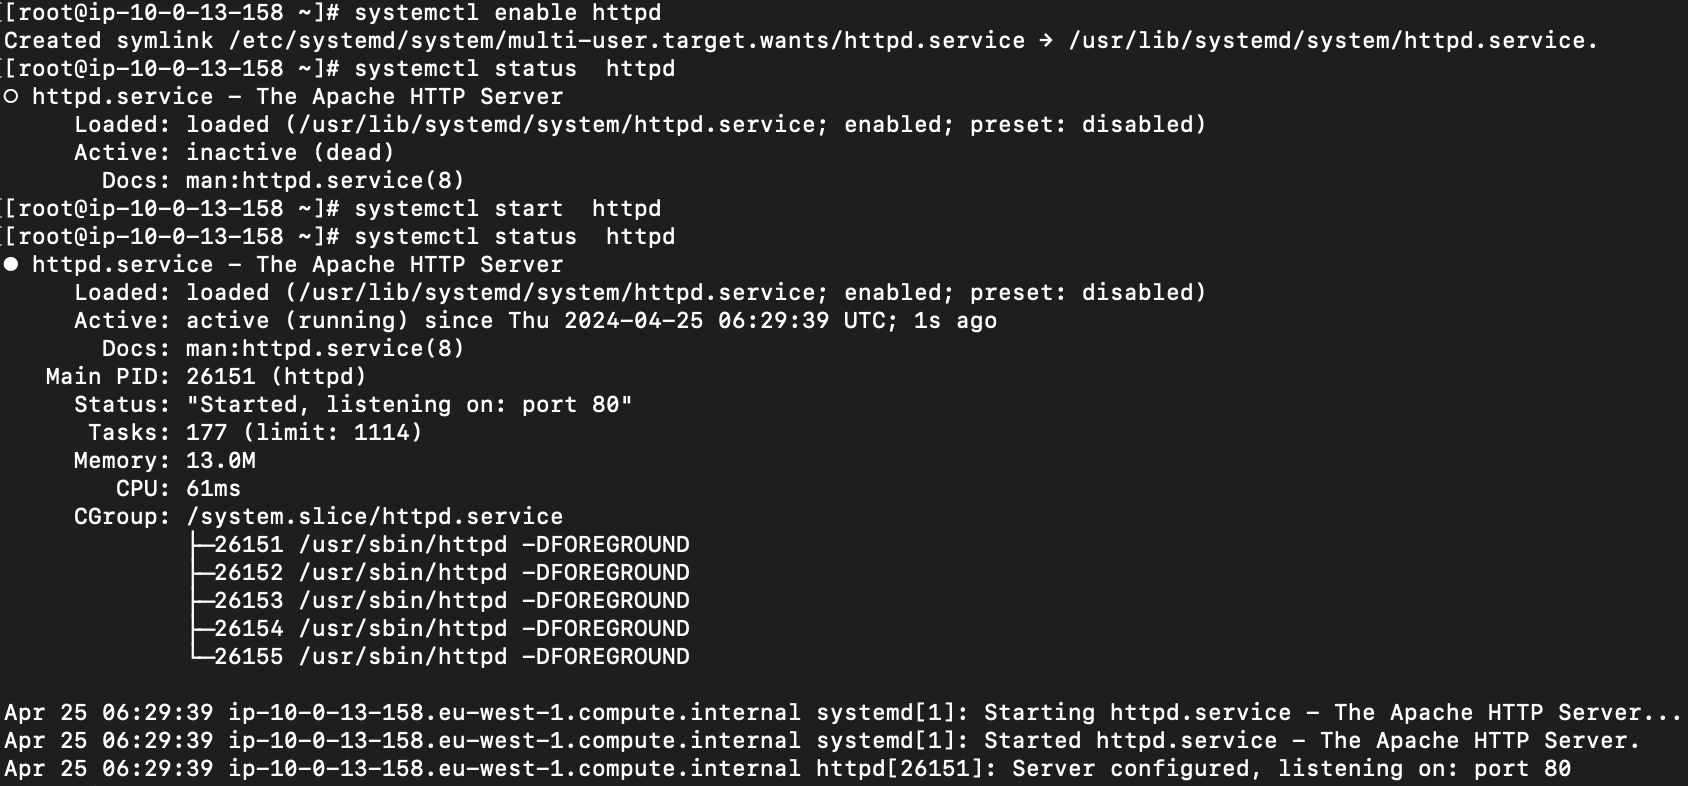 [root@ip-10-0-13-158 ~]# systemctl enable httpd
Created symlink /etc/systemd/system/multi-user.target.wants/httpd.service → /usr/lib/systemd/system/httpd.service.
[root@ip-10-0-13-158 ~]# systemctl status  httpd
○ httpd.service - The Apache HTTP Server
     Loaded: loaded (/usr/lib/systemd/system/httpd.service; enabled; preset: disabled)
     Active: inactive (dead)
       Docs: man:httpd.service(8)
[root@ip-10-0-13-158 ~]# systemctl start  httpd
[root@ip-10-0-13-158 ~]# systemctl status  httpd
● httpd.service - The Apache HTTP Server
     Loaded: loaded (/usr/lib/systemd/system/httpd.service; enabled; preset: disabled)
     Active: active (running) since Thu 2024-04-25 06:29:39 UTC; 1s ago
       Docs: man:httpd.service(8)
   Main PID: 26151 (httpd)
     Status: "Started, listening on: port 80"
      Tasks: 177 (limit: 1114)
     Memory: 13.0M
        CPU: 61ms
     CGroup: /system.slice/httpd.service
             ├─26151 /usr/sbin/httpd -DFOREGROUND
             ├─26152 /usr/sbin/httpd -DFOREGROUND
             ├─26153 /usr/sbin/httpd -DFOREGROUND
             ├─26154 /usr/sbin/httpd -DFOREGROUND
             └─26155 /usr/sbin/httpd -DFOREGROUND

Apr 25 06:29:39 ip-10-0-13-158.eu-west-1.compute.internal systemd[1]: Starting httpd.service - The Apache HTTP Server...
Apr 25 06:29:39 ip-10-0-13-158.eu-west-1.compute.internal systemd[1]: Started httpd.service - The Apache HTTP Server.
Apr 25 06:29:39 ip-10-0-13-158.eu-west-1.compute.internal httpd[26151]: Server configured, listening on: port 80